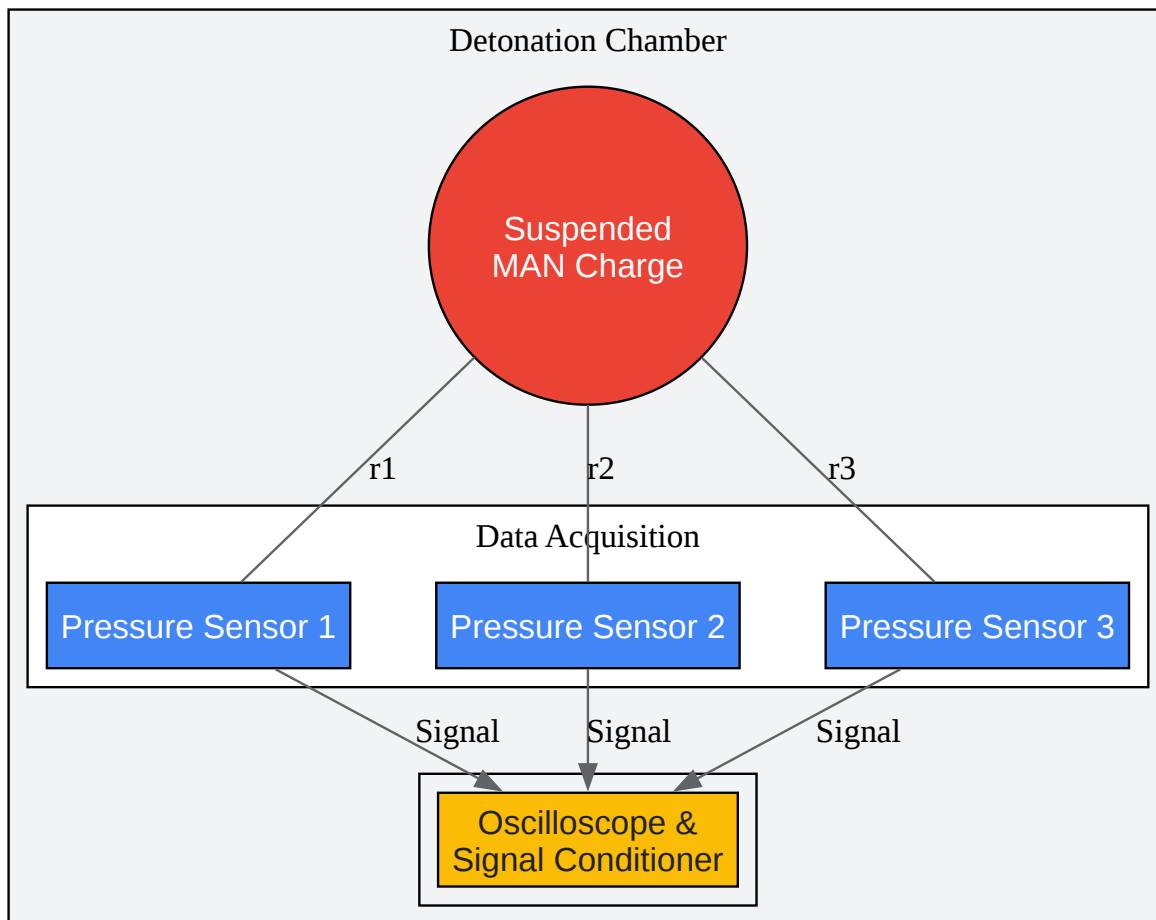 Detonation Chamber
Suspended
MAN Charge
r1
r2
r3
Data Acquisition
Pressure Sensor 1
Pressure Sensor 2
Pressure Sensor 3
Signal
Signal
Signal
Oscilloscope &
Signal Conditioner